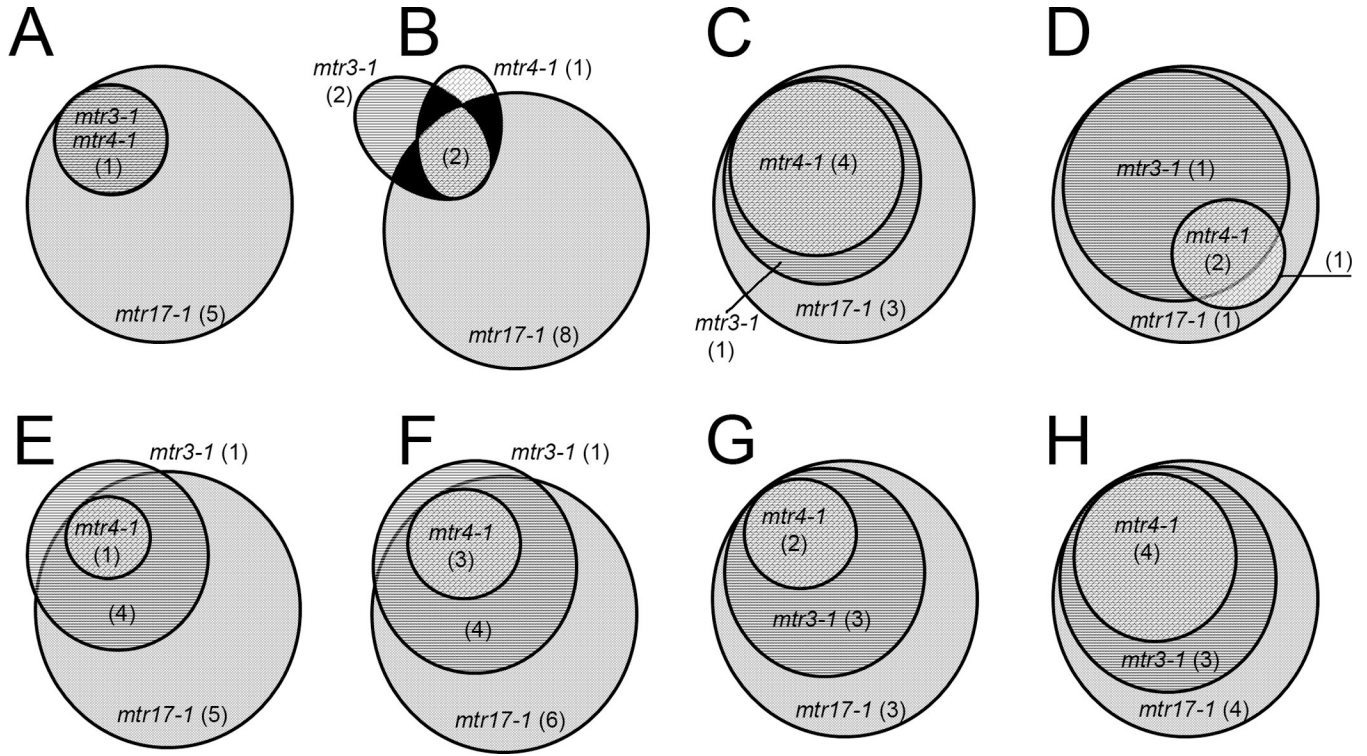 A
mtr3-1
mtr4-1
(1)
mtr17-1 (5)
B
mtr3-1
(2)
mtr4-1 (1)
(2)
mtr17-1 (8)
C
mtr4-1 (4)
mtr3-1
(1)
mtr17-1 (3)
D
mtr3-1 (1)
mtr4-1
(2)
(1)
mtr17-1 (1)
E
mtr3-1 (1)
mtr4-1
(1)
(4)
mtr17-1 (5)
F
mtr3-1 (1)
mtr4-1
(3)
(4)
mtr17-1 (6)
G
mtr4-1
(2)
mtr3-1 (3)
mtr17-1 (3)
H
mtr4-1
(4)
mtr3-1 (3)
mtr17-1 (4)